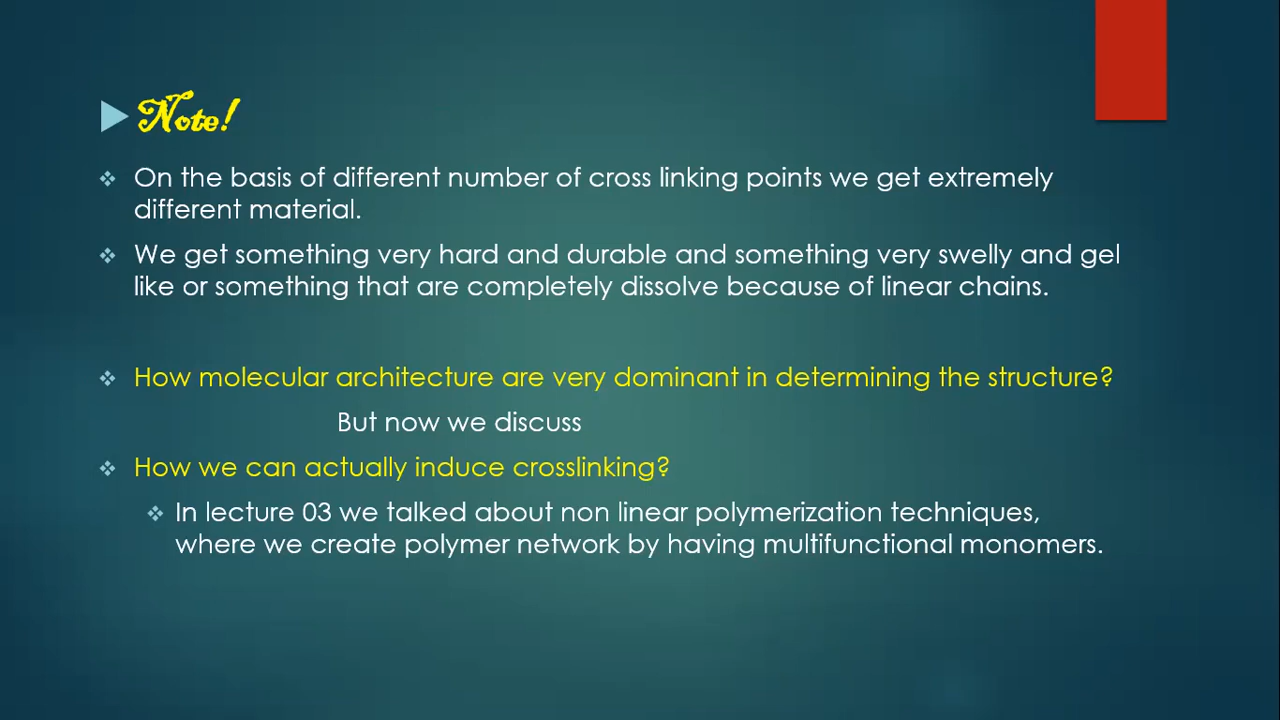 Note!
On the basis of different number of cross linking points we get extremely
different material.
We get something very hard and durable and something very swelly and gel
like or something that are completely dissolve because of linear chains.
How molecular architecture are very dominant in determining the structure?
But now we discuss
How we can actually induce crosslinking?
In lecture 03 we talked about non linear polymerization techniques,
where we create polymer network by having multifunctional monomers.